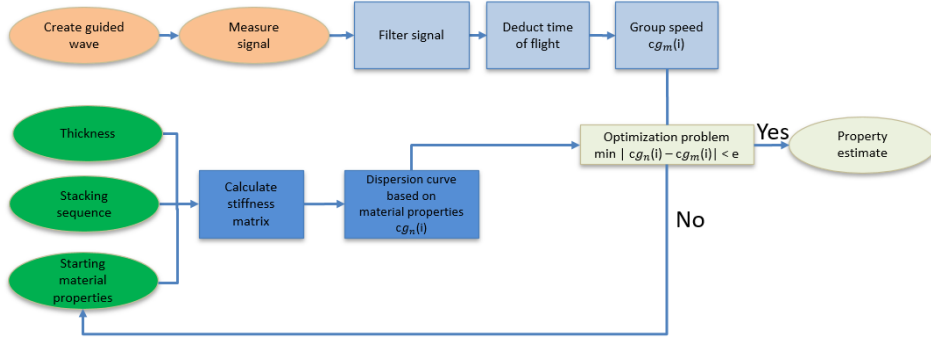 Create guided
wave
Measure
signal
Filter signal
Deduct time
of flight
Group speed
cgₘ(i)
Thickness
Stacking
sequence
Starting
material
properties
Calculate
stiffness
matrix
Dispersion curve
based on
material properties
cgₙ(i)
Optimization problem
min | cgₙ(i) – cgₘ(i)| < e
Yes
Property
estimate
No